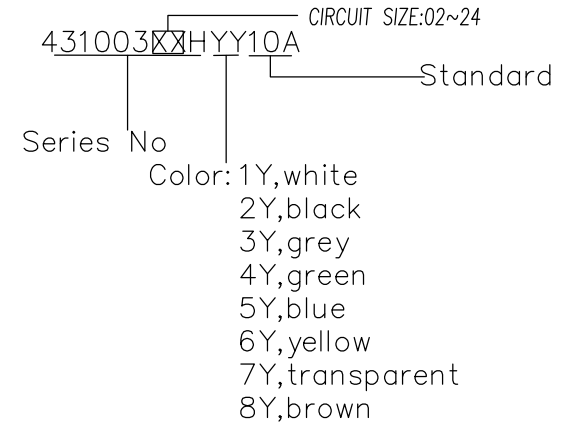 CIRCUIT SIZE:02~24
431003XXHYY10A
Standard
Series No
Color: 1Y,white
2Y,black
3Y,grey
4Y,green
5Y,blue
6Y,yellow
7Y,transparent
8Y,brown